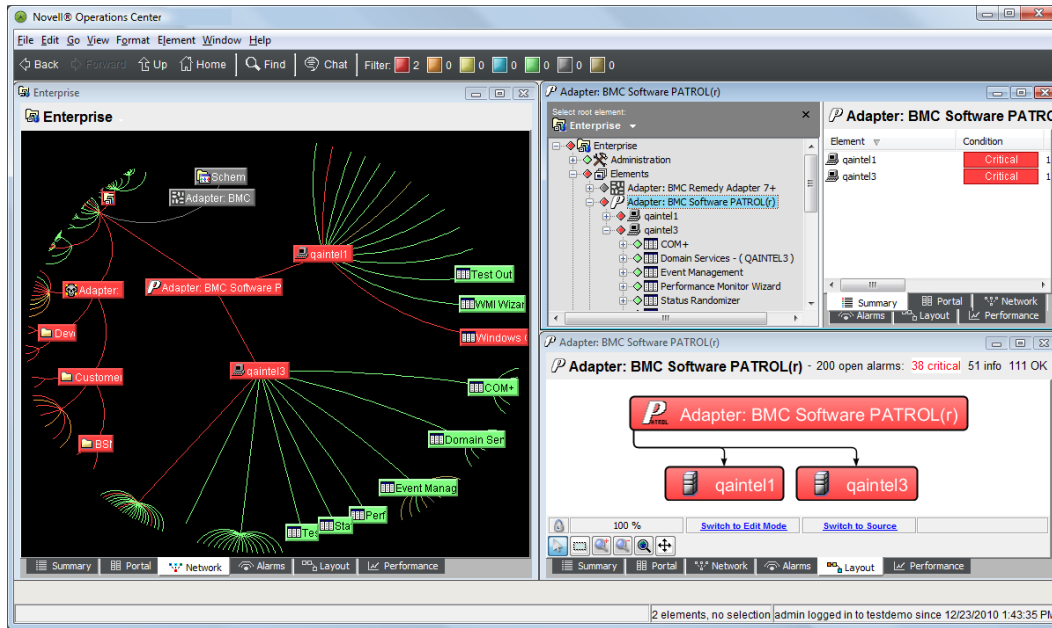 Novell® Operations Center
File Edit Go View Format Element Window Help
Back Forward Up Home Find Chat Filter: 2 0 0 0 0 0 0
Enterprise
Enterprise
Schem
Adapter: BMC
qaintel1
Test Out
WMI Wizar
Adapter:
Adapter: BMC Software P
Windows
Devi
Customer
qaintel3
COM+
BSM
Domain Ser
Event Manag
Perf
Sta
Tes
Summary Portal Network Alarms Layout Performance
Adapter: BMC Software PATROL(r)
Select root element:
Enterprise
Enterprise
Administration
Elements
Adapter: BMC Remedy Adapter 7+
Adapter: BMC Software PATROL(r)
qaintel1
qaintel3
COM+
Domain Services - ( QAINTEL3 )
Event Management
Performance Monitor Wizard
Status Randomizer
Adapter: BMC Software PATRO
Element Condition
qaintel1 Critical 1
qaintel3 Critical 1
Summary Portal Network
Alarms Layout Performance
Adapter: BMC Software PATROL(r)
Adapter: BMC Software PATROL(r) - 200 open alarms: 38 critical 51 info 111 OK
PATROL Adapter: BMC Software PATROL(r)
qaintel1 qaintel3
100 % Switch to Edit Mode Switch to Source
Summary Portal Network Alarms Layout Performance
2 elements, no selection admin logged in to testdemo since 12/23/2010 1:43:35 PM